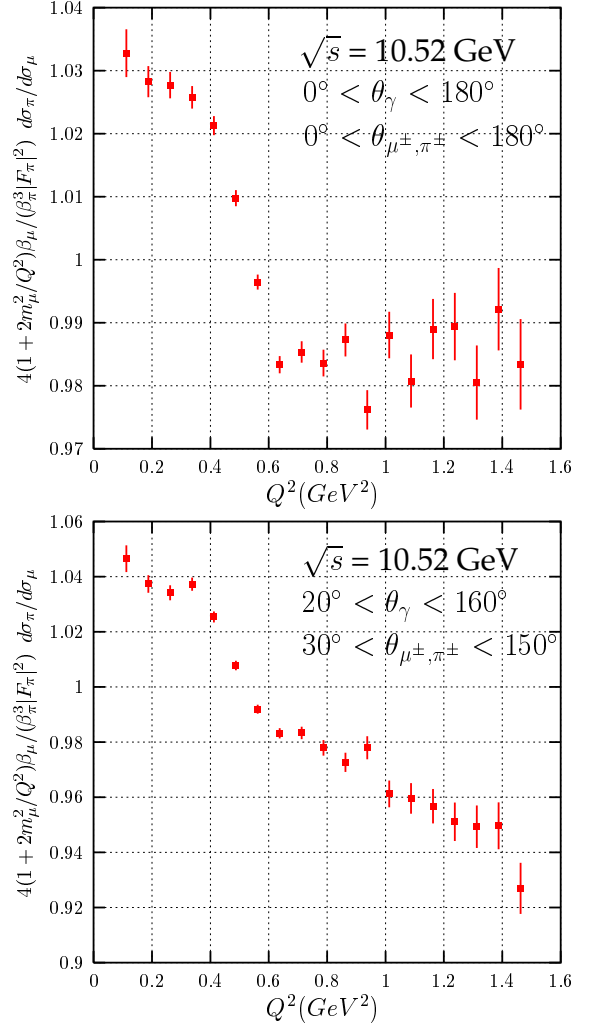 √s = 10.52 GeV
0° < θγ < 180°
0° < θμ±,π± < 180°
4(1 + 2m²μ/Q²)βμ/(β³π|Fπ|²) dσπ/dσμ
1.04
1.03
1.02
1.01
1
0.99
0.98
0.97
0 0.2 0.4 0.6 0.8 1 1.2 1.4 1.6
Q²(GeV²)
√s = 10.52 GeV
20° < θγ < 160°
30° < θμ±,π± < 150°
4(1 + 2m²μ/Q²)βμ/(β³π|Fπ|²) dσπ/dσμ
1.06
1.04
1.02
1
0.98
0.96
0.94
0.92
0.9
0 0.2 0.4 0.6 0.8 1 1.2 1.4 1.6
Q²(GeV²)